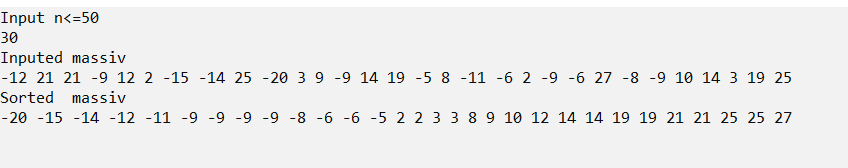 Input n<=50
30
Inputed massiv
-12 21 21 -9 12 2 -15 -14 25 -20 3 9 -9 14 19 -5 8 -11 -6 2 -9 -6 27 -8 -9 10 14 3 19 25
Sorted  massiv
-20 -15 -14 -12 -11 -9 -9 -9 -9 -8 -6 -6 -5 2 2 3 3 8 9 10 12 14 14 19 19 21 21 25 25 27